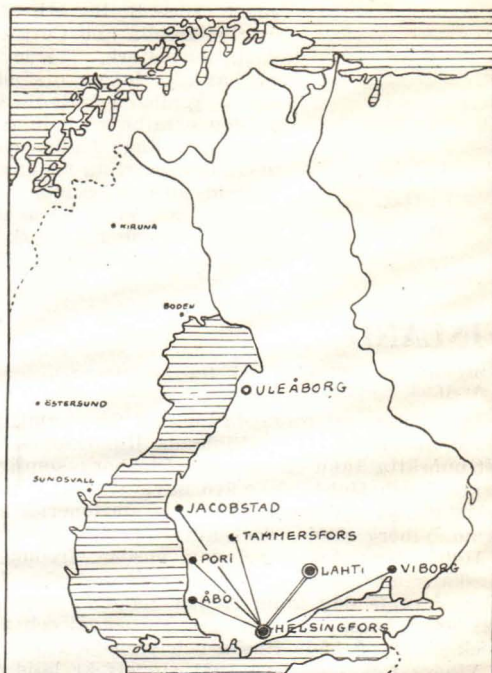 KIRUNA
BODEN
ULEÅBORG
ÖSTERSUND
SUNDSVALL
JACOBSTAD
TAMMERSFORS
PORI
LAHTI
VIBORG
ÅBO
HELSINGFORS